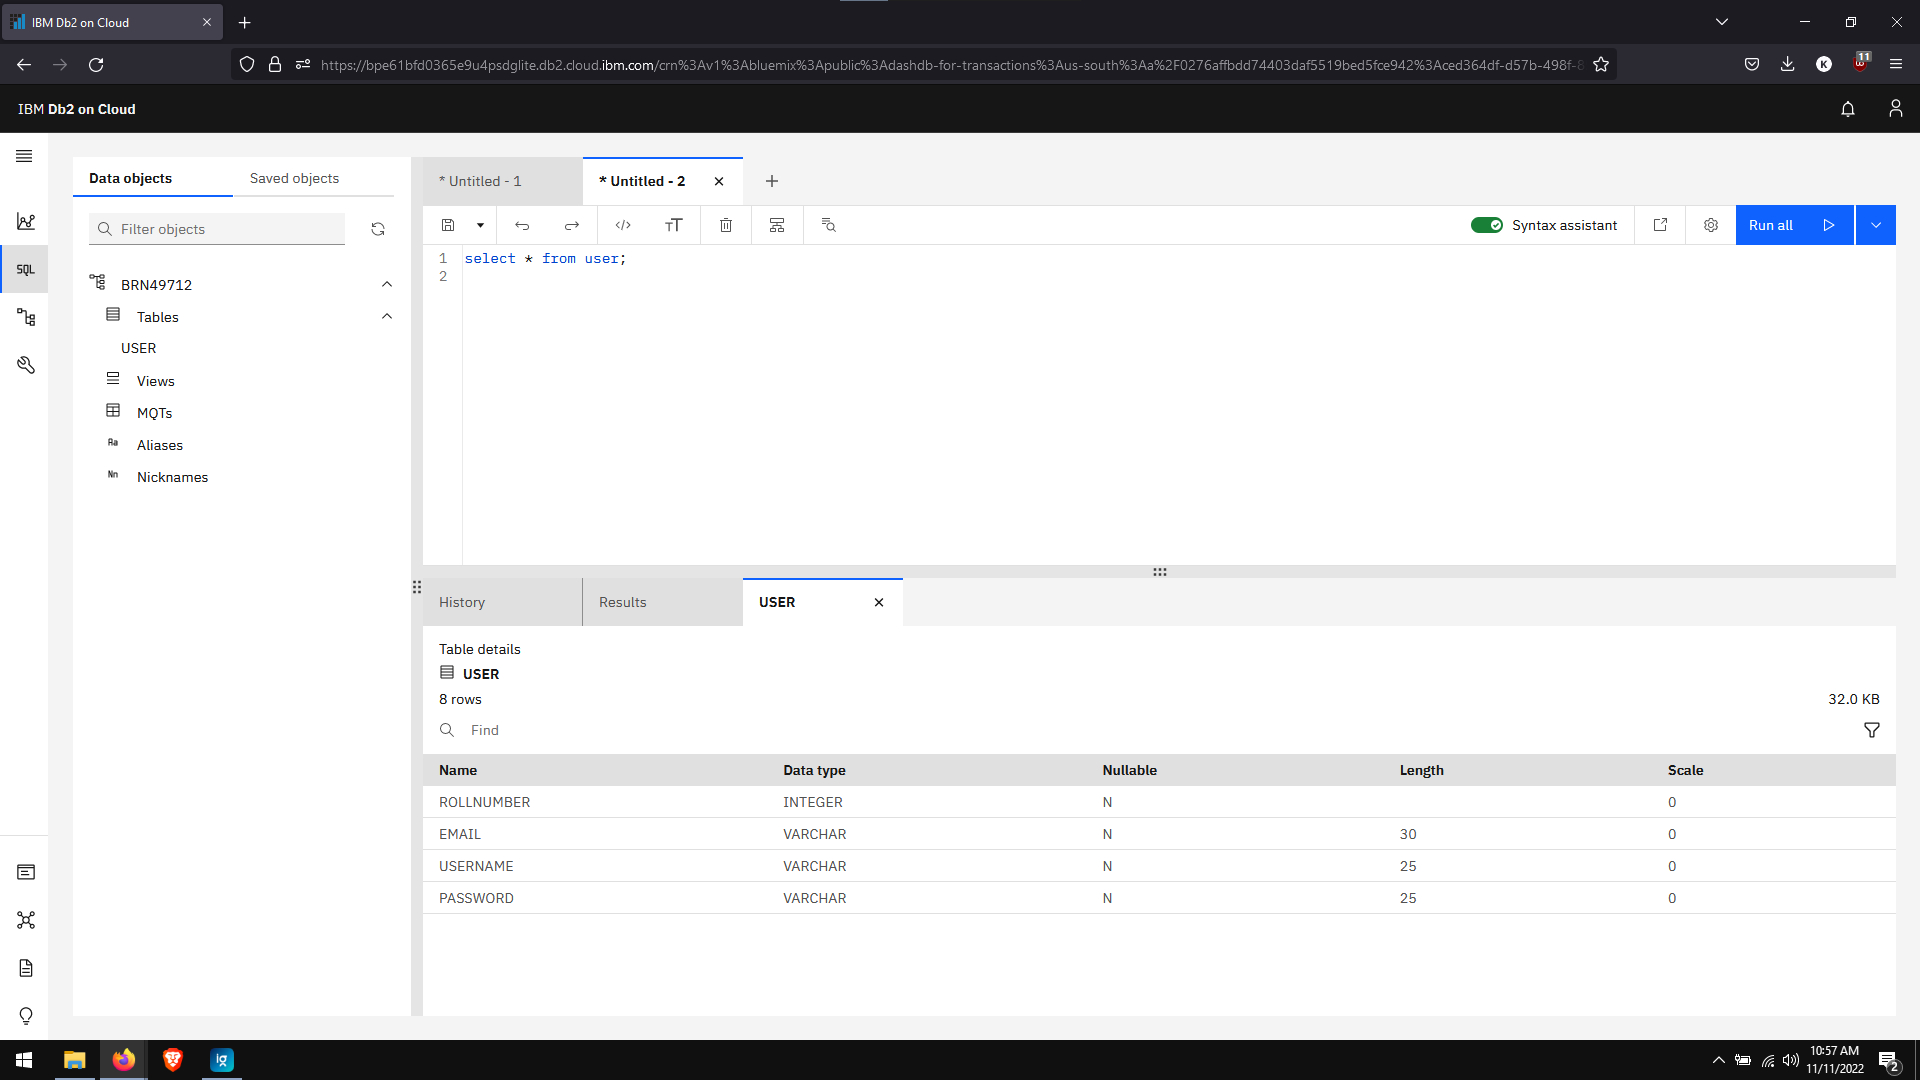 IBM Db2 on Cloud
https://bpe61bfd0365e9u4psdglite.db2.cloud.ibm.com/crn%3Av1%3Abluemix%3Apublic%3Adashdb-for-transactions%3Aus-south%3Aa%2F0276affbdd74403daf5519bed5fce942%3Aced364df-d57b-498f-8
K
11
IBM Db2 on Cloud
Data objects
Saved objects
* Untitled - 1
* Untitled - 2
Filter objects
Syntax assistant
Run all
SQL
1 select * from user;
2
BRN49712
Tables
USER
Views
MQTs
Aa Aliases
Nn Nicknames
History
Results
USER
Table details
USER
8 rows
32.0 KB
Find
Name Data type Nullable Length Scale
ROLLNUMBER INTEGER N 0
EMAIL VARCHAR N 30 0
USERNAME VARCHAR N 25 0
PASSWORD VARCHAR N 25 0
lg
10:57 AM
11/11/2022
2